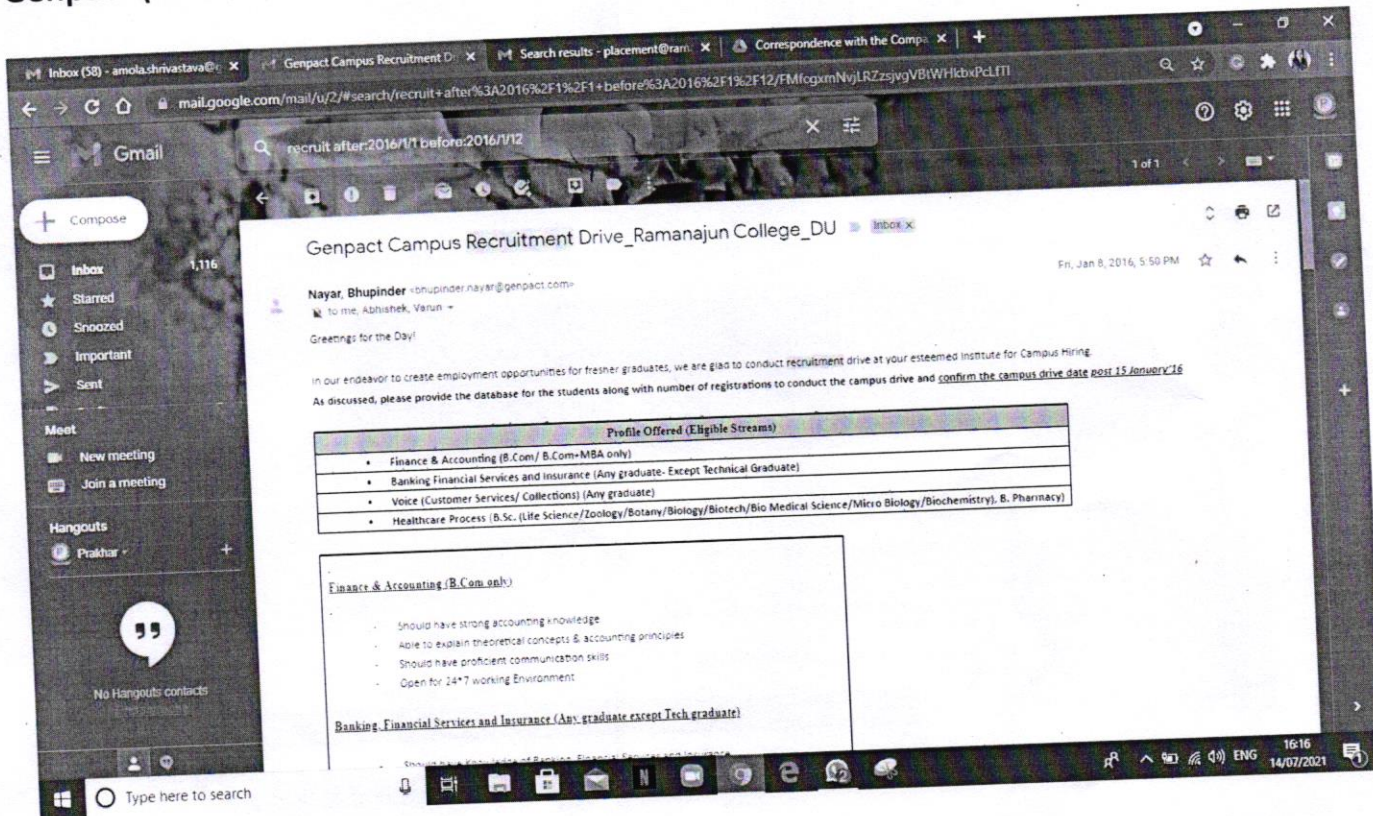 Inbox (58) - amola.shrivastava@g
Genpact Campus Recruitment D
Search results - placement@ram
Correspondence with the Compa
mail.google.com/mail/u/2/#search/recruit+after%3A2016%2F1%2F1+before%3A2016%2F1%2F12/FMfcgxmNvjLRZzsjvgVBtWHkbxPcLfTl
Gmail
recruit after:2016/1/1 before:2016/1/12
1 of 1
Compose
Inbox 1,116
Starred
Snoozed
Important
Sent
Meet
New meeting
Join a meeting
Hangouts
Prakhar
No Hangouts contacts
Genpact Campus Recruitment Drive_Ramanajun College_DU Inbox x
Nayar, Bhupinder <bhupinder.nayar@genpact.com> Fri, Jan 8, 2016, 5:50 PM
to me, Abhishek, Varun
Greetings for the Day!
In our endeavor to create employment opportunities for fresher graduates, we are glad to conduct recruitment drive at your esteemed Institute for Campus Hiring.
As discussed, please provide the database for the students along with number of registrations to conduct the campus drive and confirm the campus drive date post 15 January'16
Profile Offered (Eligible Streams)
• Finance & Accounting (B.Com/ B.Com+MBA only)
• Banking Financial Services and Insurance (Any graduate- Except Technical Graduate)
• Voice (Customer Services/ Collections) (Any graduate)
• Healthcare Process (B.Sc. (Life Science/Zoology/Botany/Biology/Biotech/Bio Medical Science/Micro Biology/Biochemistry), B. Pharmacy)
Finance & Accounting (B.Com only)
- Should have strong accounting knowledge
- Able to explain theoretical concepts & accounting principles
- Should have proficient communication skills
- Open for 24*7 working Environment
Banking, Financial Services and Insurance (Any graduate except Tech graduate)
- Should have Knowledge of Banking, Financial Services and Insurance
Type here to search
ENG
16:16
14/07/2021